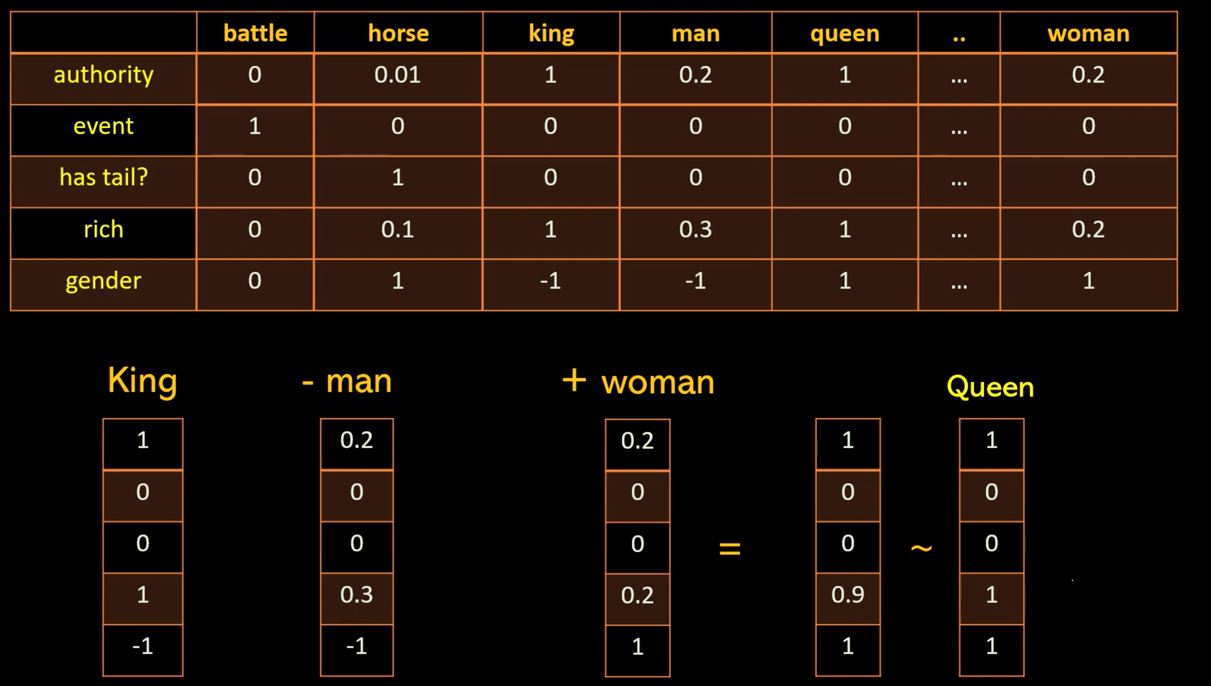 battle horse king man queen .. woman
authority 0 0.01 1 0.2 1 ... 0.2
event 1 0 0 0 0 ... 0
has tail? 0 1 0 0 0 ... 0
rich 0 0.1 1 0.3 1 ... 0.2
gender 0 1 -1 -1 1 ... 1
King - man + woman Queen
1 0.2 0.2 1 1
0 0 0 0 0
0 0 0 = 0 ~ 0
1 0.3 0.2 0.9 1
-1 -1 1 1 1